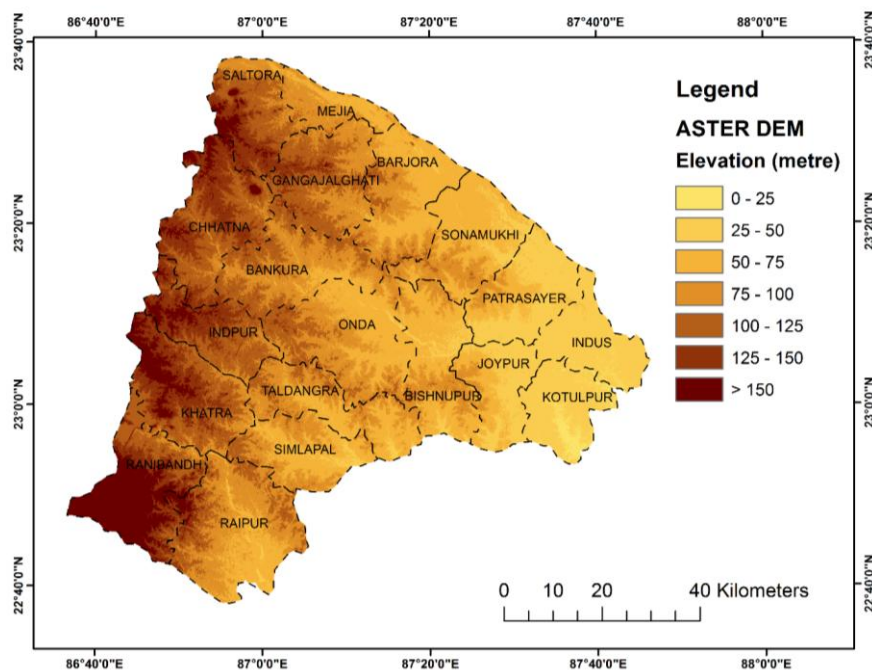 86°40'0"E 87°0'0"E 87°20'0"E 87°40'0"E 88°0'0"E
23°40'0"N 23°40'0"N
SALTORA
MEJIA
BARJORA
GANGAJALGHATI
CHHATNA
SONAMUKHI
23°20'0"N 23°20'0"N
BANKURA
PATRASAYER
ONDA
INDPUR
INDUS
JOYPUR
TALDANGRA
BISHNUPUR
KOTULPUR
KHATRA
23°0'0"N 23°0'0"N
SIMLAPAL
RANIBANDH
RAIPUR
22°40'0"N 22°40'0"N
Legend
ASTER DEM
Elevation (metre)
0 - 25
25 - 50
50 - 75
75 - 100
100 - 125
125 - 150
> 150
0 10 20 40 Kilometers
86°40'0"E 87°0'0"E 87°20'0"E 87°40'0"E 88°0'0"E